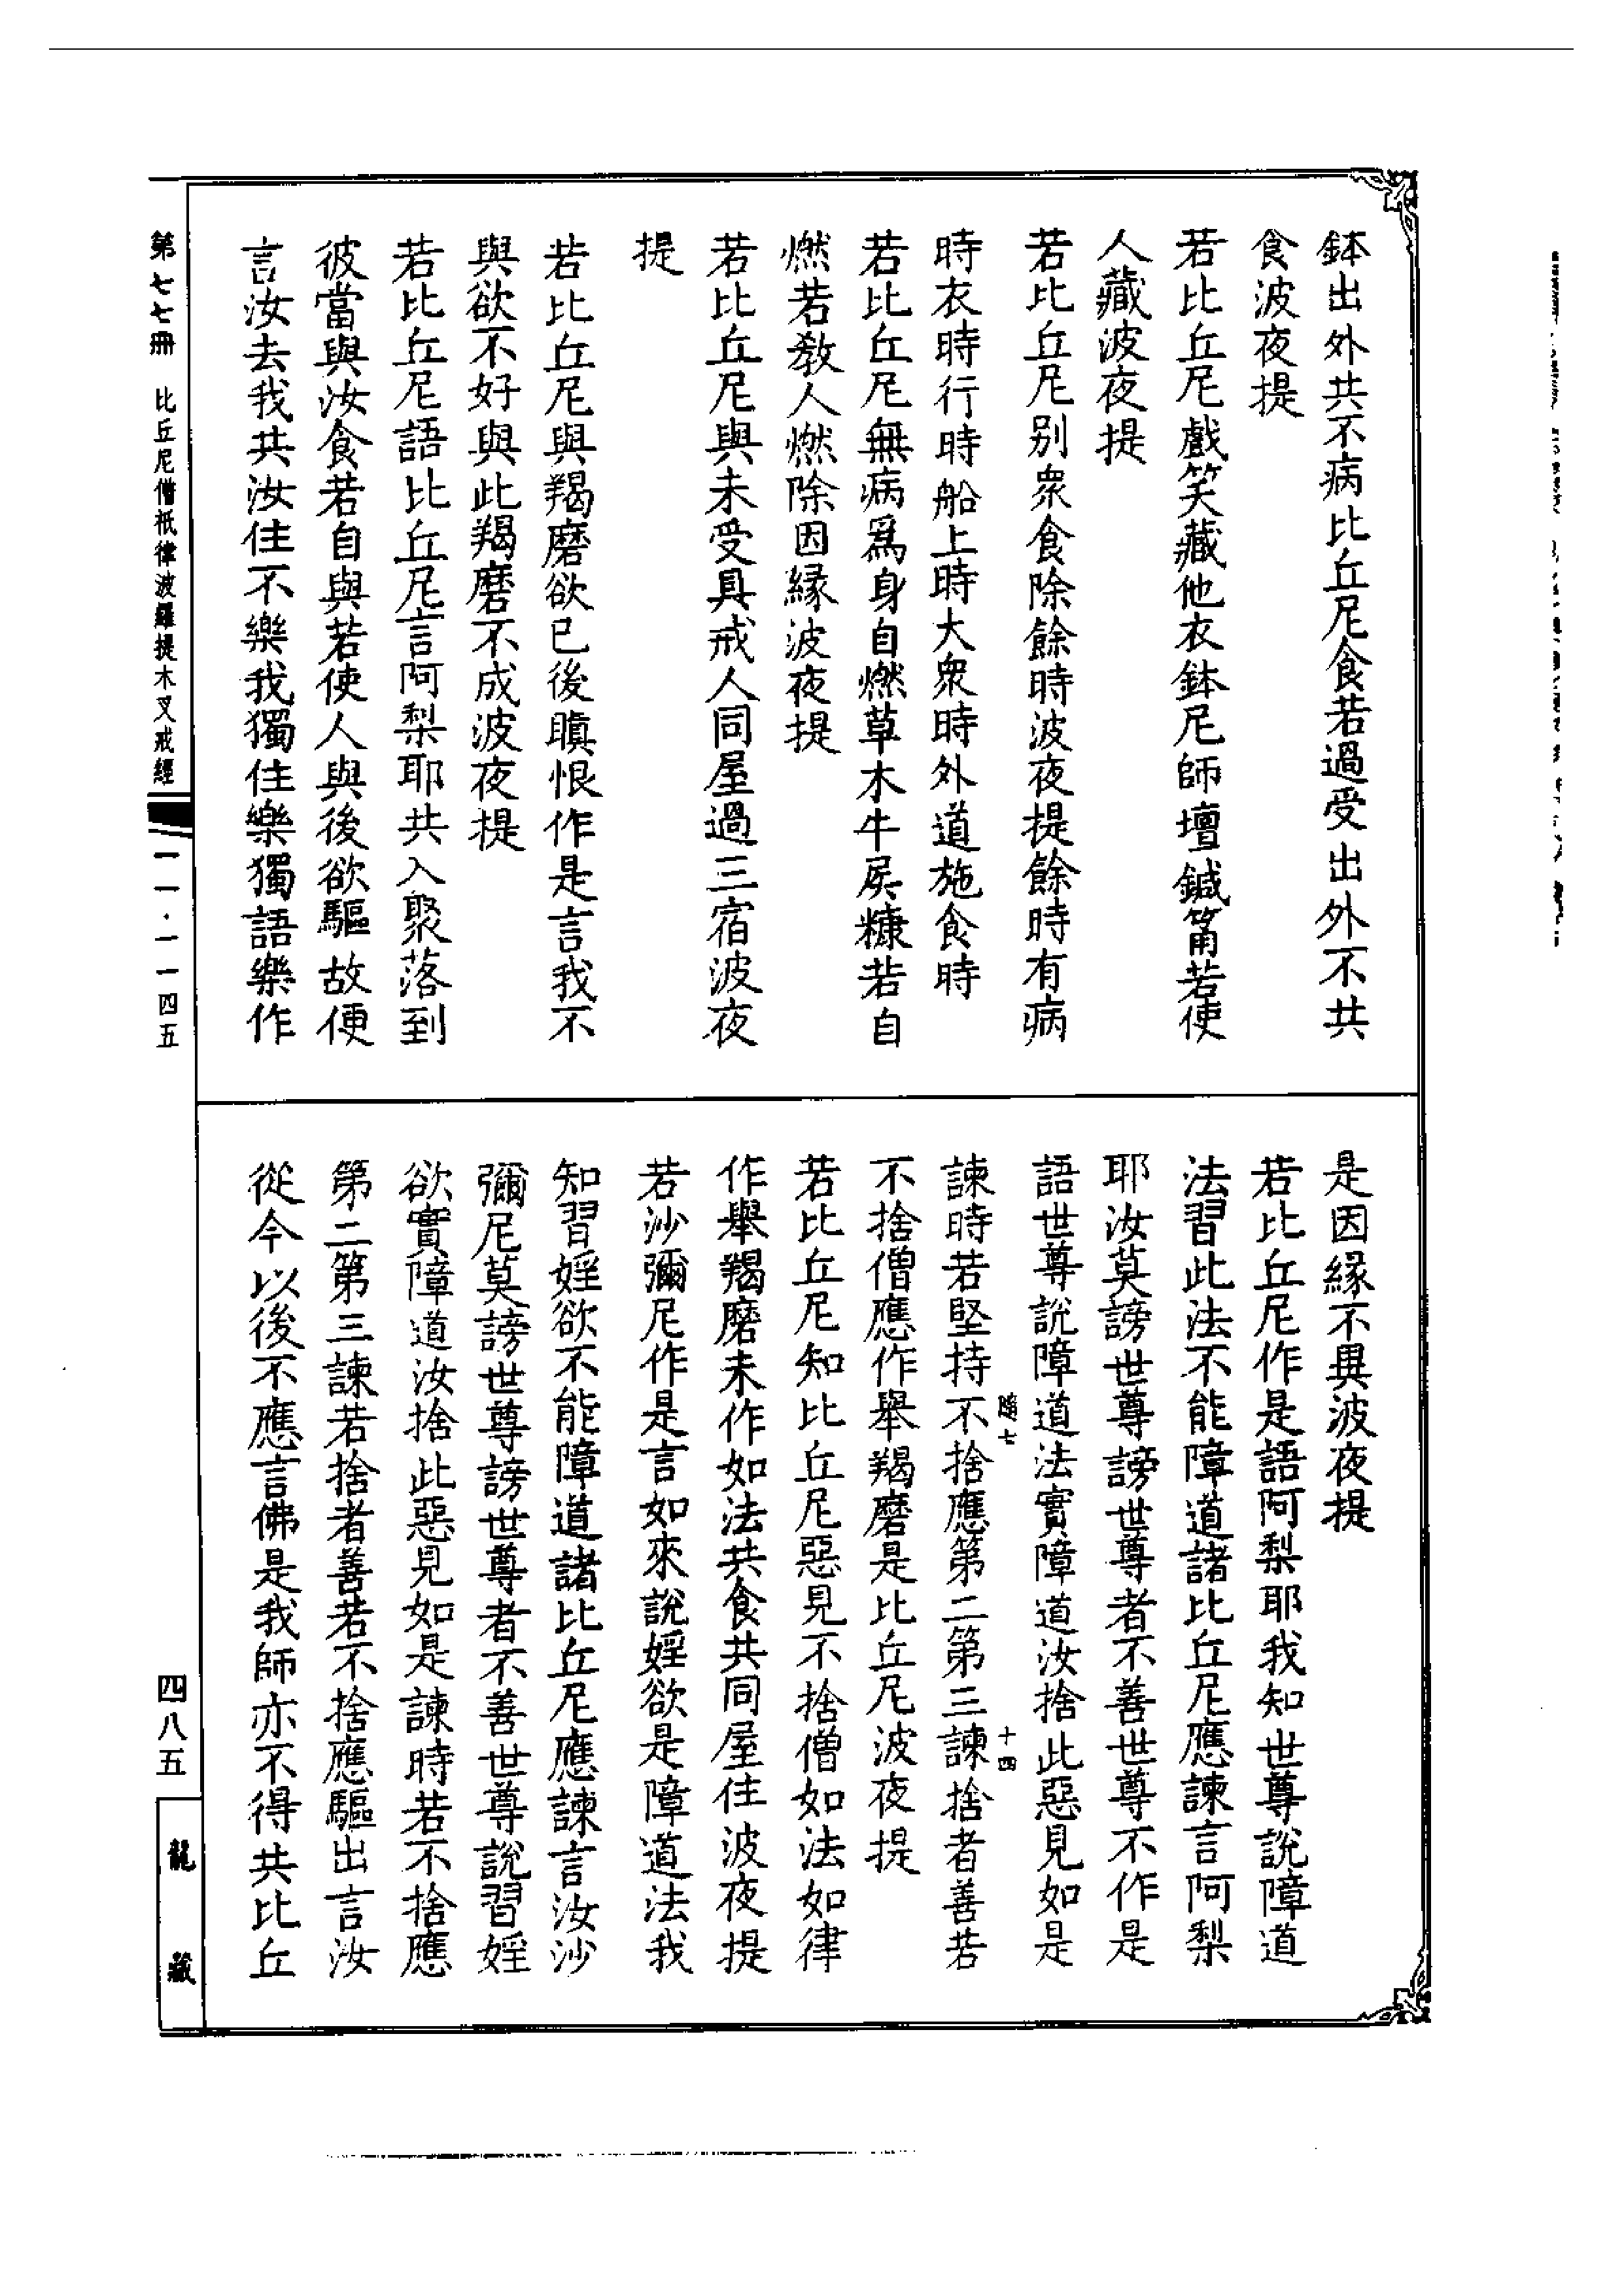 鉢出外共不病比丘尼食若過受出外不共
食波夜提
若比丘尼戲笑藏他衣鉢尼師壇鍼筩若使
人藏波夜提
若比丘尼別衆食除餘時波夜提餘時有病
時衣時行時船上時大衆時外道施食時
若比丘尼無病爲身自燃草木牛屎糠若自
燃若教人燃除因緣波夜提
若比丘尼與未受具戒人同屋過三宿波夜
提
若比丘尼與羯磨欲已後瞋恨作是言我不
與欲不好與此羯磨不成波夜提
若比丘尼語比丘尼言阿梨耶共入聚落到
彼當與汝食若自與若使人與後欲驅故便
言汝去我共汝住不樂我獨住樂獨語樂作
是因緣不異波夜提
若比丘尼作是語阿梨耶我知世尊說障道
法習此法不能障道諸比丘尼應諫言阿梨
耶汝莫謗世尊謗世尊者不善世尊不作是
語世尊說障道法實障道汝捨此惡見如是
隨七
十四
諫時若堅持不捨應第二第三諫捨者善若
不捨僧應作舉羯磨是比丘尼波夜提
若比丘尼知比丘尼惡見不捨僧如法如律
作舉羯磨未作如法共食共同屋住波夜提
若沙彌尼作是言如來說婬欲是障道法我
知習婬欲不能障道諸比丘尼應諫言汝沙
彌尼莫謗世尊謗世尊者不善世尊說習婬
欲實障道汝捨此惡見如是諫時若不捨應
第二第三諫若捨者善若不捨應驅出言汝
從今以後不應言佛是我師亦不得共比丘
第七七冊 比丘尼僧祇律波羅提木叉戒經
一一·一一四五
四八五
龍藏